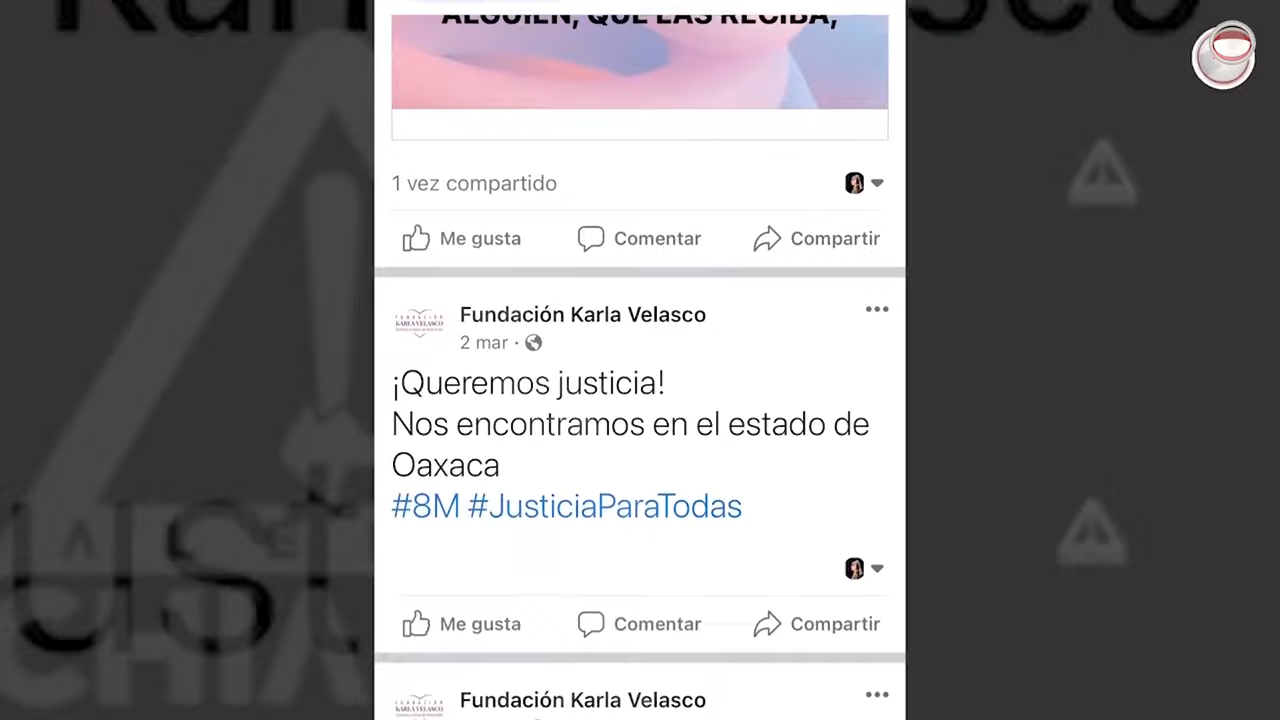 ALGUIEN, QUE LAS RECIBA,
1 vez compartido
Me gusta
Comentar
Compartir
Fundación Karla Velasco
2 mar ·
¡Queremos justicia!
Nos encontramos en el estado de
Oaxaca
#8M #JusticiaParaTodas
Me gusta
Comentar
Compartir
Fundación Karla Velasco